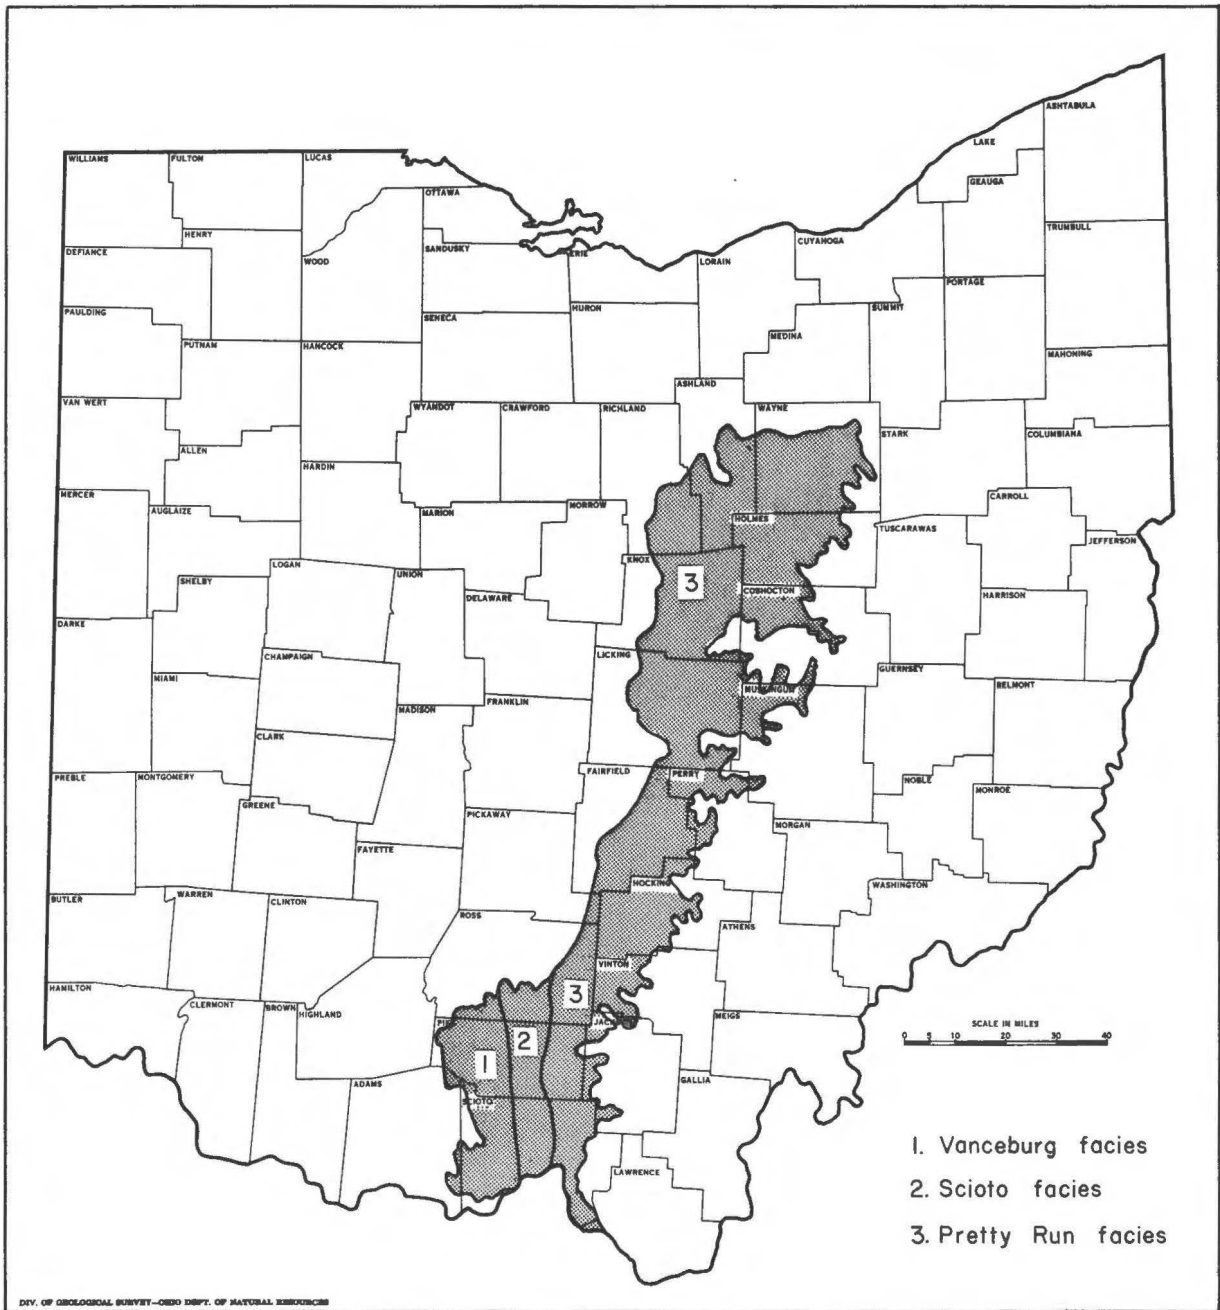 ASHTABULA
LAKE
GEAUGA
WILLIAMS
FULTON
LUCAS
OTTAWA
TRUMBULL
HENRY
CUYAHOGA
DEFIANCE
SANDUSKY
ERIE
WOOD
LORAIN
PORTAGE
PAULDING
SENECA
HURON
SUMMIT
MEDINA
PUTNAM
HANCOCK
MAHONING
ASHLAND
VAN WERT
WYANDOT
CRAWFORD
RICHLAND
WAYNE
STARK
COLUMBIANA
ALLEN
HARDIN
MERCER
CARROLL
AUGLAIZE
MARION
MORROW
HOLMES
TUSCARAWAS
JEFFERSON
KNOX
LOGAN
UNION
SHELBY
3
COSHOCTON
DELAWARE
HARRISON
DARKE
CHAMPAIGN
LICKING
GUERNSEY
MIAMI
BELMONT
MUSKINGUM
FRANKLIN
MADISON
CLARK
FAIRFIELD
PERRY
PREBLE
MONTGOMERY
NOBLE
MONROE
GREENE
PICKAWAY
MORGAN
FAYETTE
HOCKING
WASHINGTON
BUTLER
WARREN
CLINTON
ROSS
ATHENS
VINTON
HAMILTON
3
CLERMONT
BROWN
HIGHLAND
MEIGS
PI
JAC
SCALE IN MILES
2
0 10 20 30 40
1
ADAMS
GALLIA
SCIOTO
LAWRENCE
1. Vanceburg facies
2. Scioto facies
3. Pretty Run facies
DIV. OF GEOLOGICAL SURVEY—OHIO DEPT. OF NATURAL RESOURCES